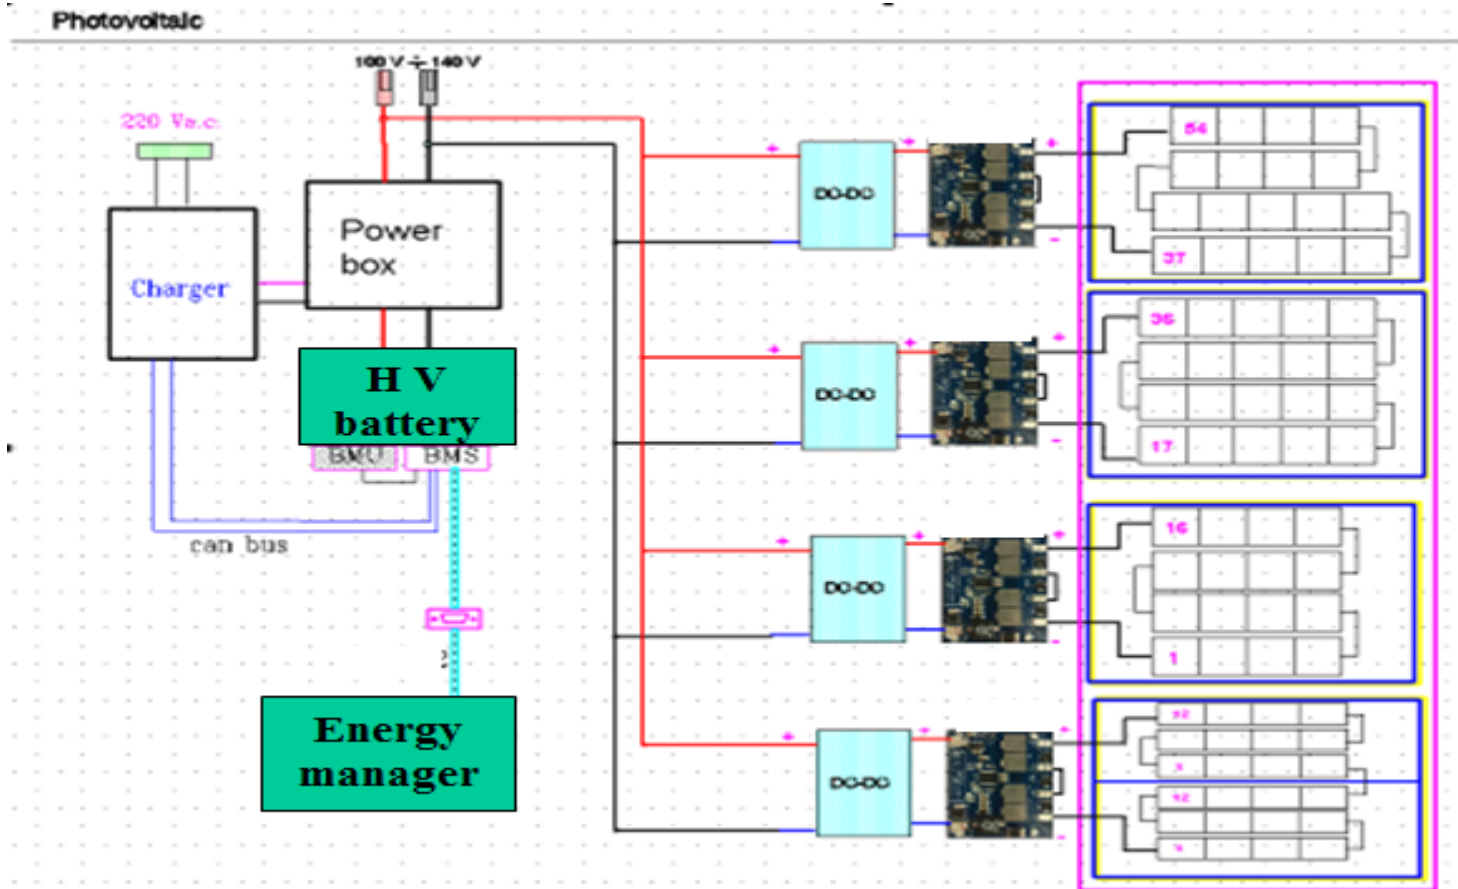 Photovoltaic
100 V ÷ 140 V
220 Va.c.
Power
box
Charger
H V
battery
BMU
BMS
can bus
Energy
manager
+
DC-DC
+
+
-
54
37
+
DC-DC
+
+
-
36
17
+
DC-DC
+
+
-
16
1
+
DC-DC
+
+
-